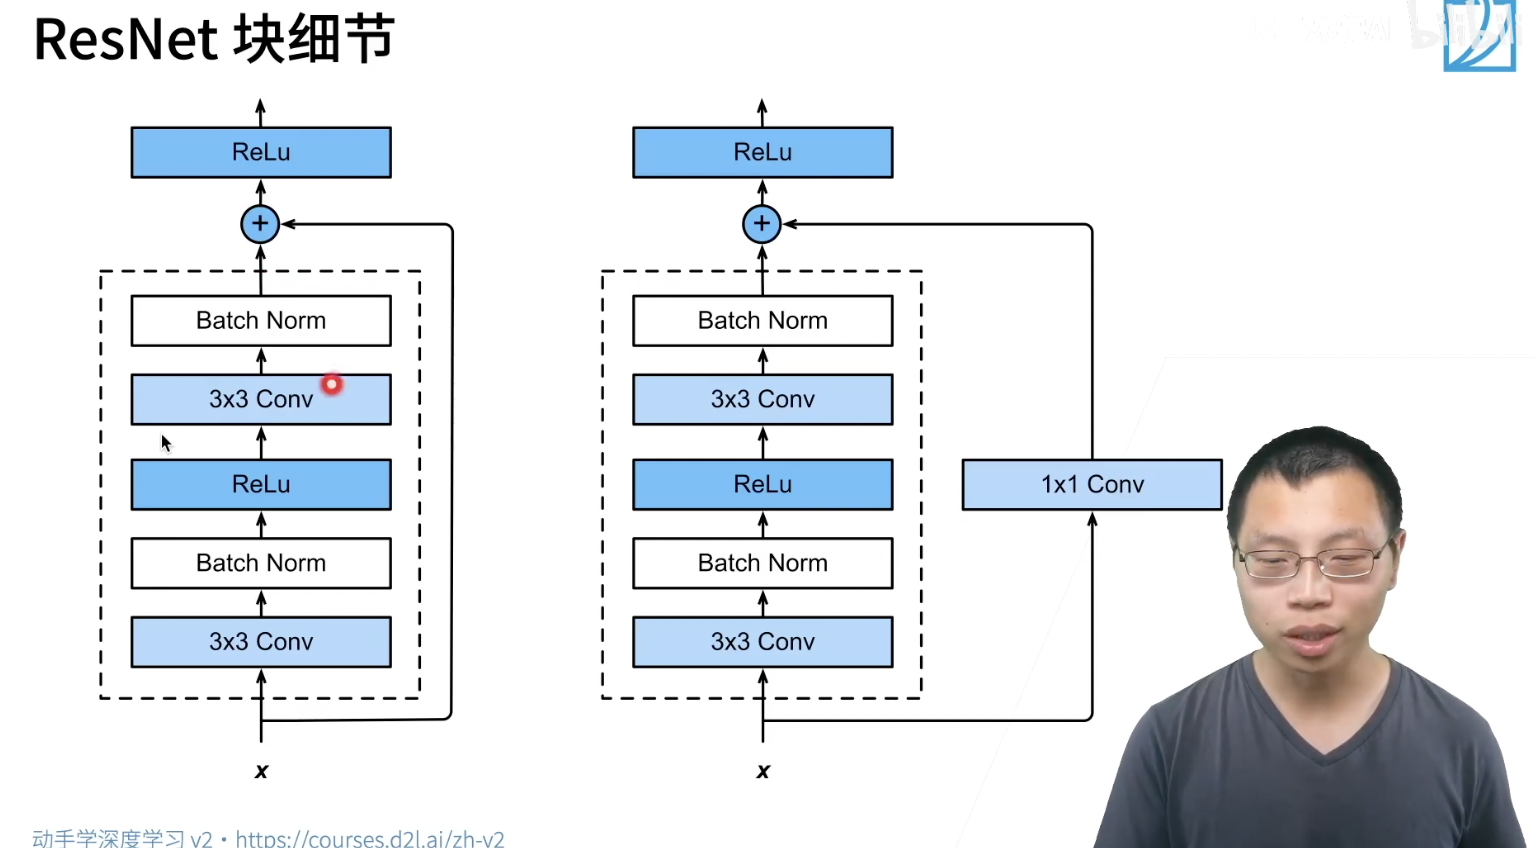 ResNet 块细节
ReLu
+
Batch Norm
3x3 Conv
ReLu
Batch Norm
3x3 Conv
x
ReLu
+
Batch Norm
3x3 Conv
ReLu
Batch Norm
3x3 Conv
1x1 Conv
x
bilibili
动手学深度学习 v2 · https://courses.d2l.ai/zh-v2